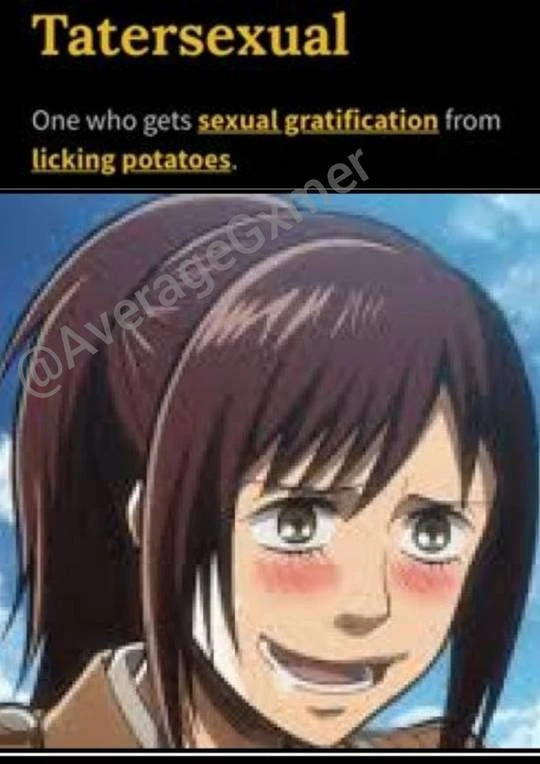 Tatersexual
One who gets sexual gratification from
licking potatoes.
@AverageGxmer